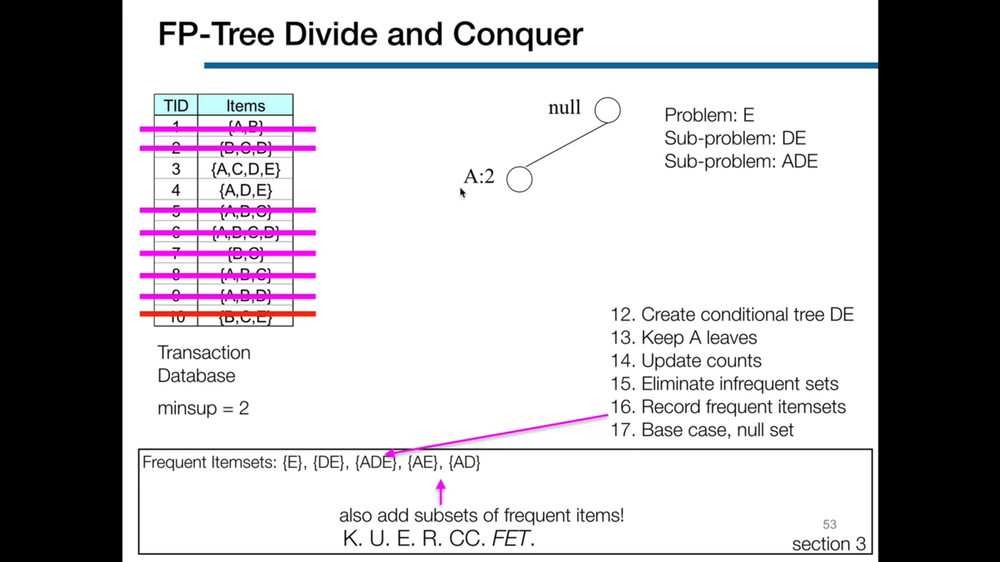 FP-Tree Divide and Conquer
TID Items
1 {A,B}
2 {B,C,D}
3 {A,C,D,E}
4 {A,D,E}
5 {A,B,C}
6 {A,B,C,D}
7 {B,C}
8 {A,B,C}
9 {A,B,D}
10 {B,C,E}
Transaction
Database
minsup = 2
null
A:2
Problem: E
Sub-problem: DE
Sub-problem: ADE
12. Create conditional tree DE
13. Keep A leaves
14. Update counts
15. Eliminate infrequent sets
16. Record frequent itemsets
17. Base case, null set
Frequent Itemsets: {E}, {DE}, {ADE}, {AE}, {AD}
also add subsets of frequent items!
K. U. E. R. CC. FET.
53
section 3